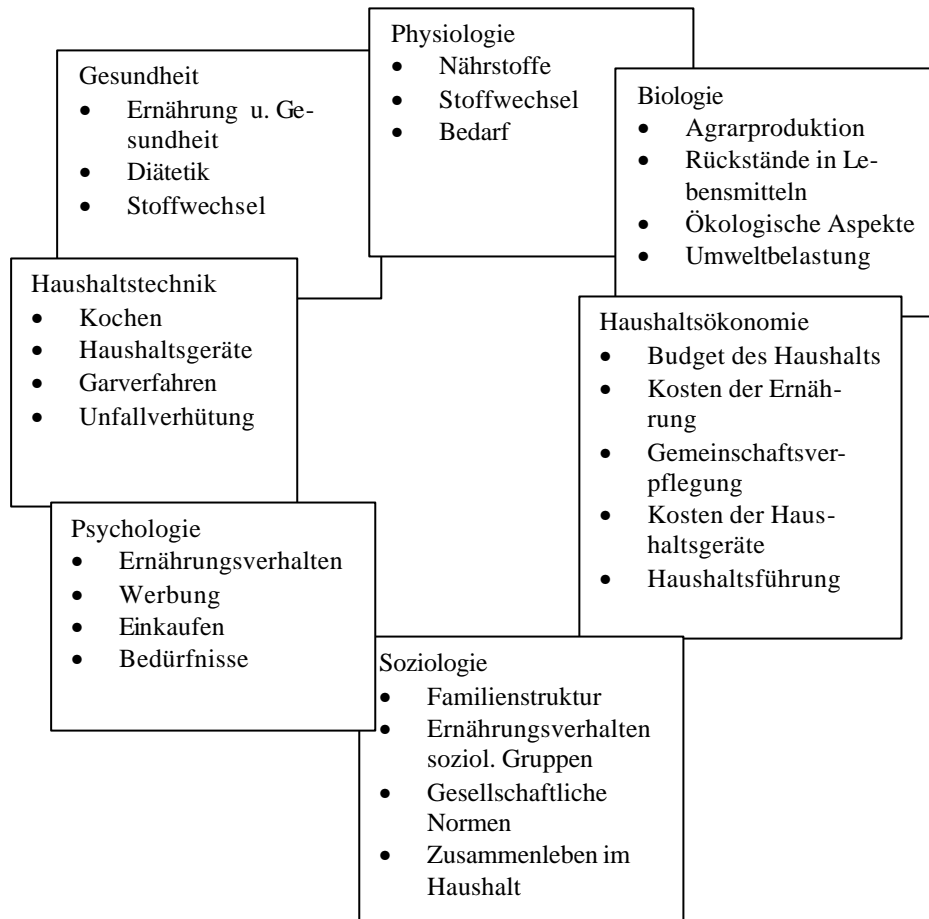 Physiologie
• Nährstoffe
• Stoffwechsel
• Bedarf
Gesundheit
• Ernährung u. Ge-
sundheit
• Diätetik
• Stoffwechsel
Biologie
• Agrarproduktion
• Rückstände in Le-
bensmitteln
• Ökologische Aspekte
• Umweltbelastung
Haushaltstechnik
• Kochen
• Haushaltsgeräte
• Garverfahren
• Unfallverhütung
Haushaltsökonomie
• Budget des Haushalts
• Kosten der Ernäh-
rung
• Gemeinschaftsver-
pflegung
• Kosten der Haus-
haltsgeräte
• Haushaltsführung
Psychologie
• Ernährungsverhalten
• Werbung
• Einkaufen
• Bedürfnisse
Soziologie
• Familienstruktur
• Ernährungsverhalten
soziol. Gruppen
• Gesellschaftliche
Normen
• Zusammenleben im
Haushalt